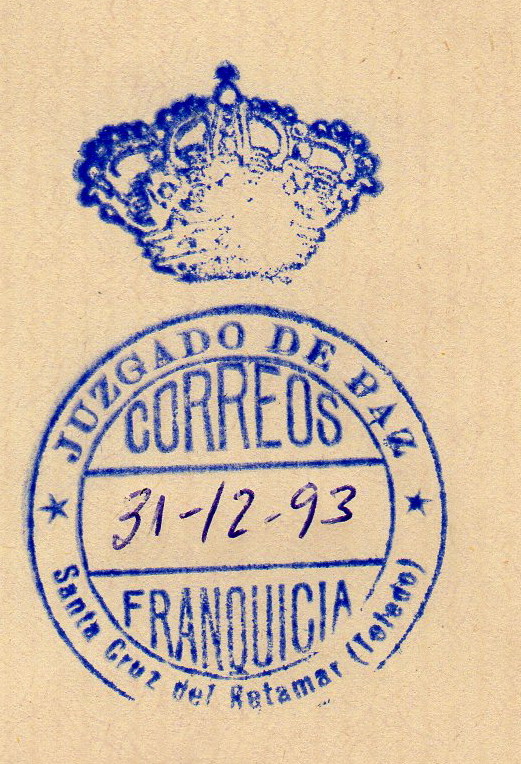 JUZGADO DE PAZ
CORREOS
31-12-93
FRANQUICIA
Santa Cruz del Retamar (Toledo)